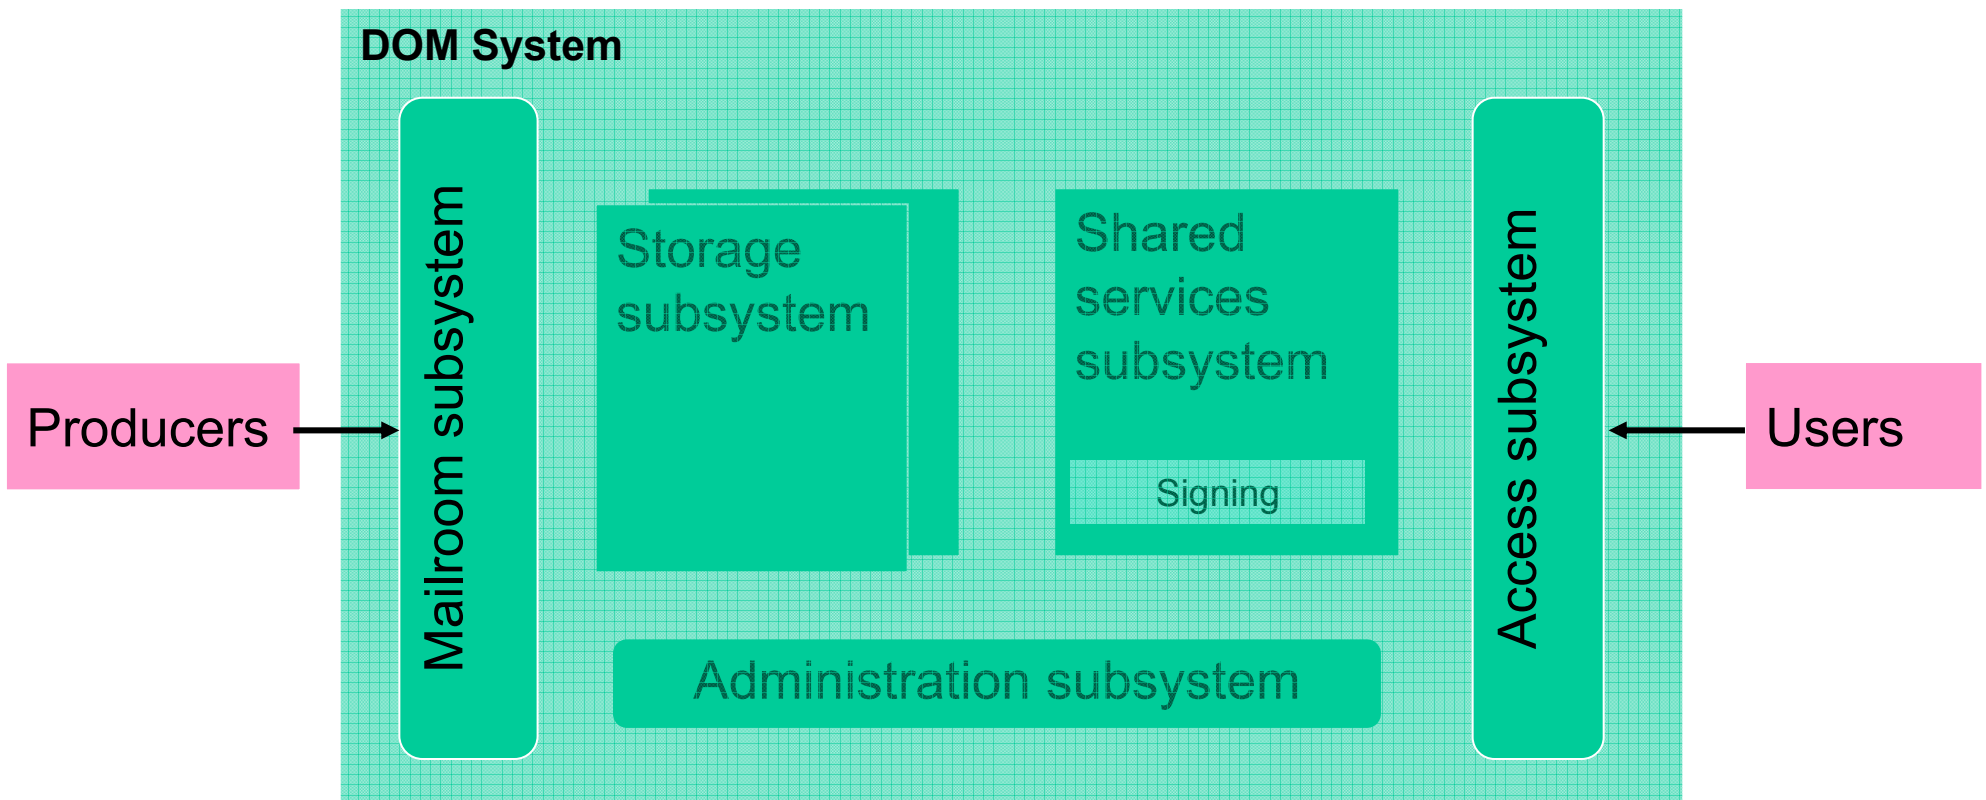 DOM System
Producers
Mailroom subsystem
Storage
subsystem
Shared
services
subsystem
Signing
Administration subsystem
Access subsystem
Users